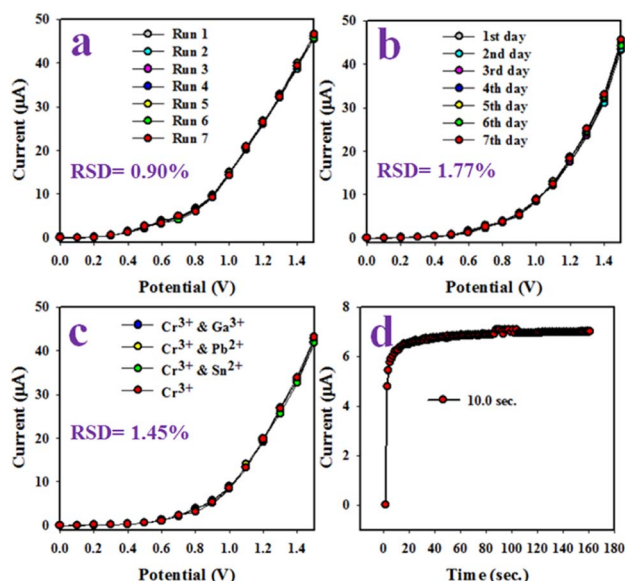 a
Run 1
Run 2
Run 3
Run 4
Run 5
Run 6
Run 7
RSD= 0.90%
Current (µA)
50
40
30
20
10
0
0.0 0.2 0.4 0.6 0.8 1.0 1.2 1.4
Potential (V)
b
1st day
2nd day
3rd day
4th day
5th day
6th day
7th day
RSD= 1.77%
Current (µA)
50
40
30
20
10
0
0.0 0.2 0.4 0.6 0.8 1.0 1.2 1.4
Potential (V)
c
Cr³⁺ & Ga³⁺
Cr³⁺ & Pb²⁺
Cr³⁺ & Sn²⁺
Cr³⁺
RSD= 1.45%
Current (µA)
50
40
30
20
10
0
0.0 0.2 0.4 0.6 0.8 1.0 1.2 1.4
Potential (V)
d
10.0 sec.
Current (µA)
8
6
4
2
0
0 20 40 60 80 100 120 140 160
Time (sec.)